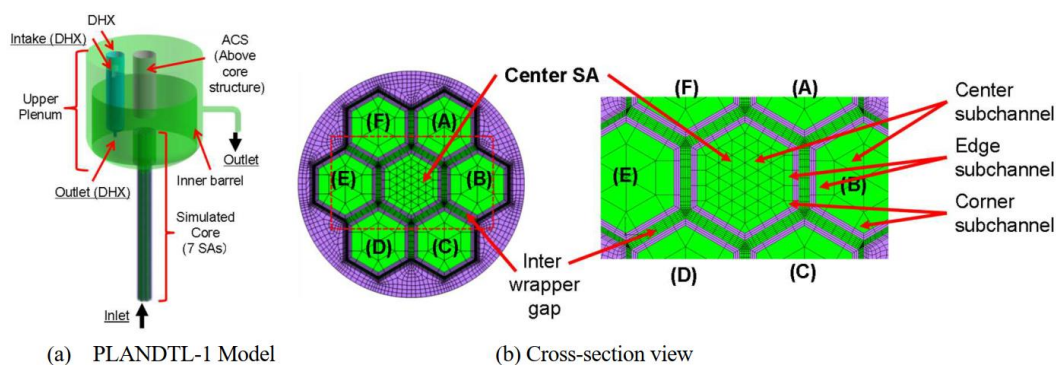 DHX
Intake (DHX)
ACS
(Above
core
structure)
Upper
Plenum
Outlet
Inner barrel
Outlet (DHX)
Simulated
Core
(7 SAs)
Inlet
(a) PLANDTL-1 Model
Center SA
(F)
(A)
(E)
(B)
(D)
(C)
Inter
wrapper
gap
(F)
(A)
(E)
(B)
(D)
(C)
Center
subchannel
Edge
subchannel
Corner
subchannel
(b) Cross-section view